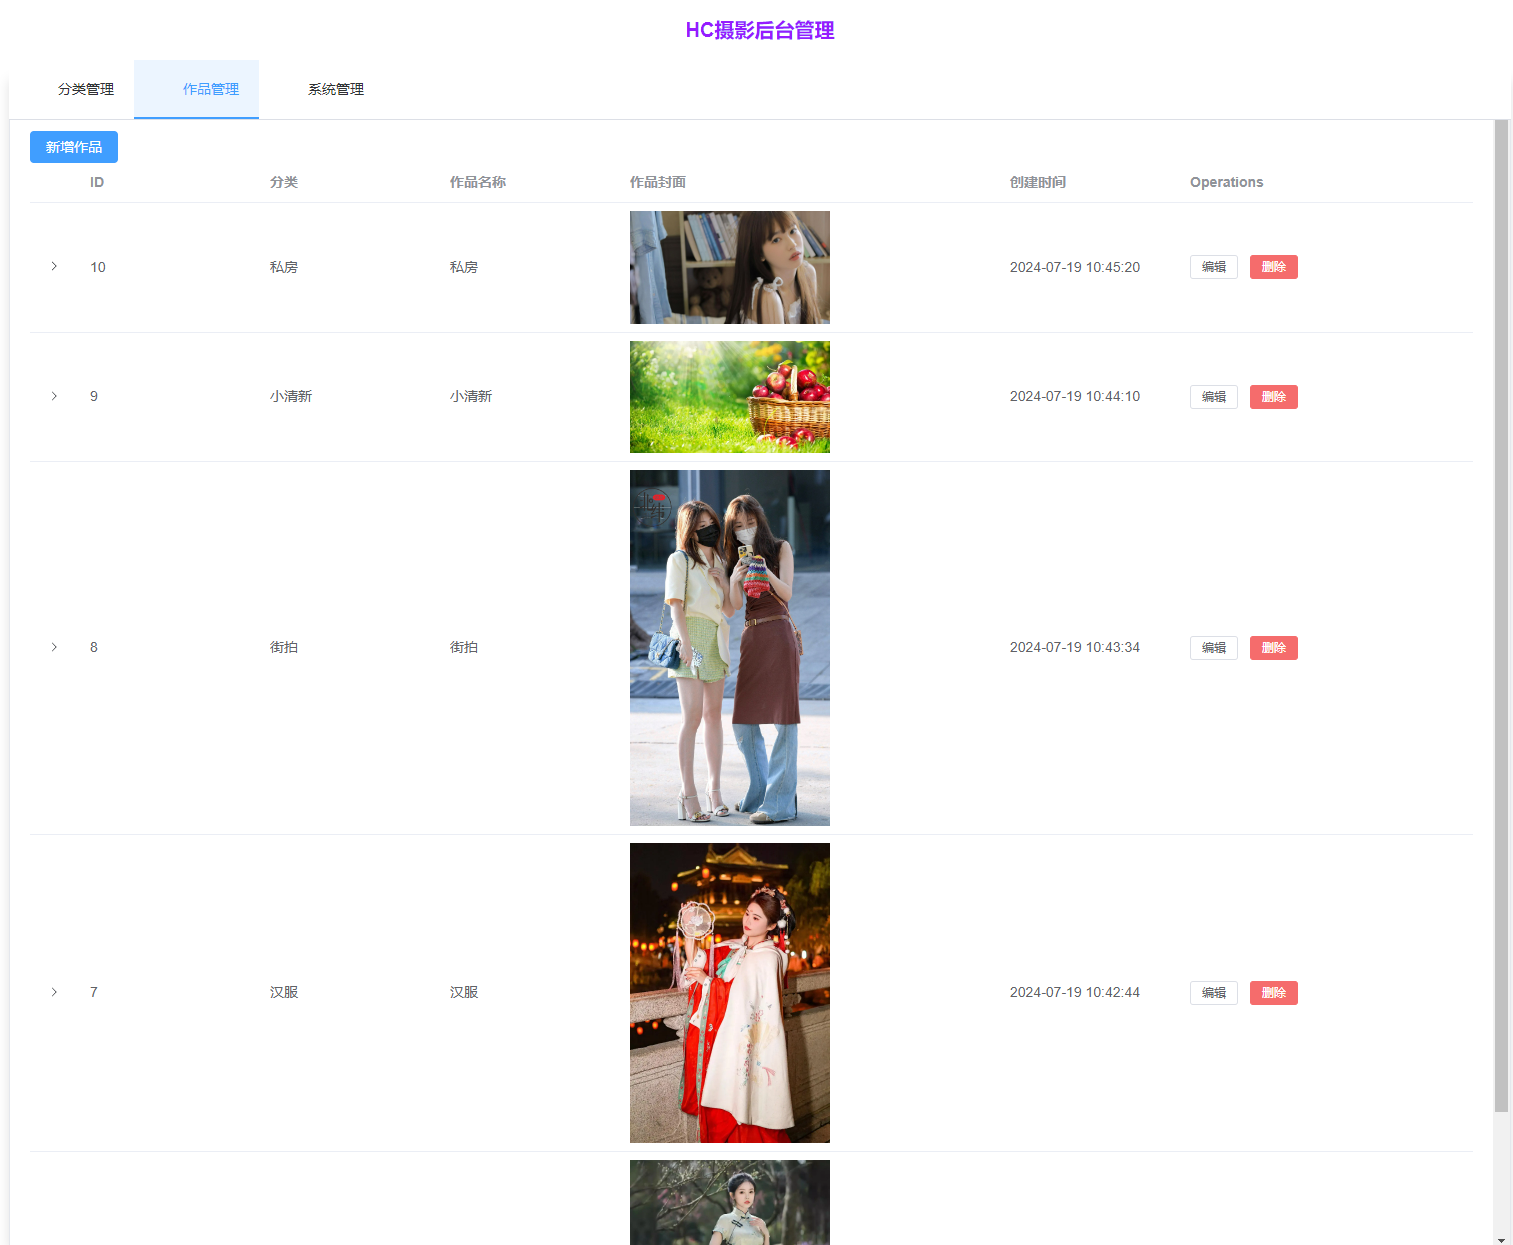 HC摄影后台管理
分类管理 作品管理 系统管理
新增作品
ID 分类 作品名称 作品封面 创建时间 Operations
10 私房 私房 2024-07-19 10:45:20 编辑 删除
9 小清新 小清新 2024-07-19 10:44:10 编辑 删除
8 街拍 街拍 2024-07-19 10:43:34 编辑 删除
7 汉服 汉服 2024-07-19 10:42:44 编辑 删除